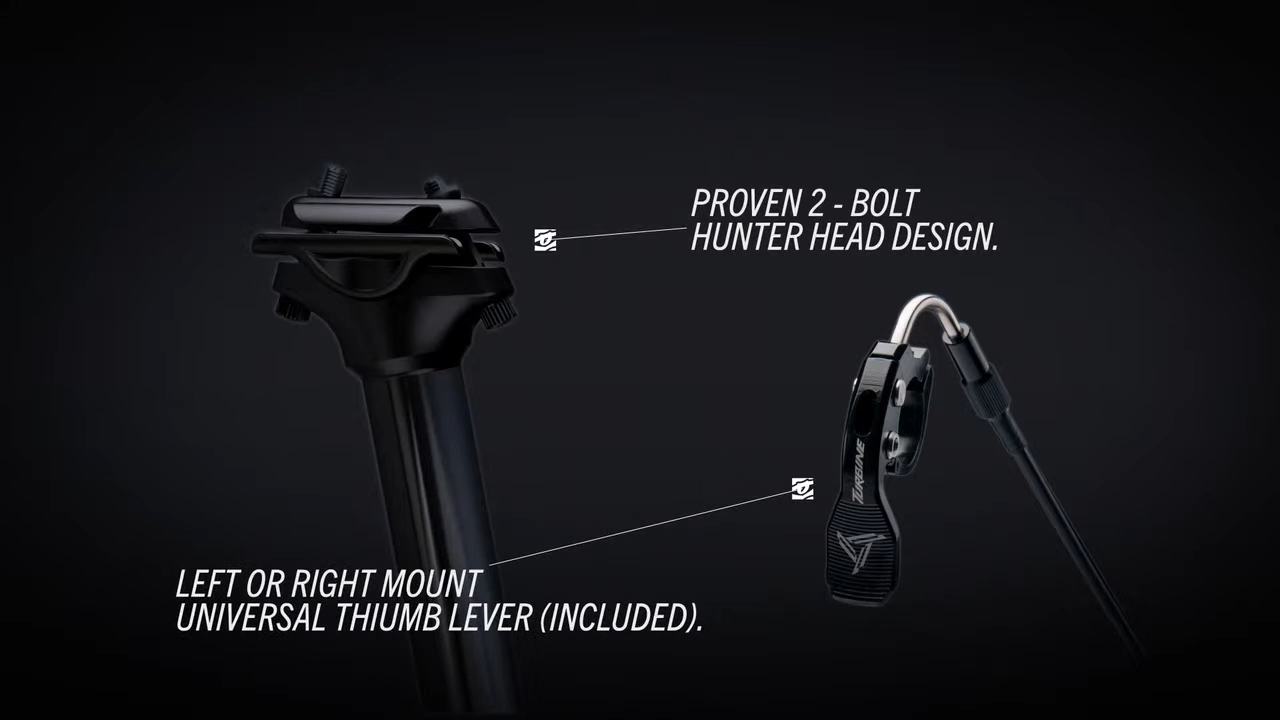 PROVEN 2 - BOLT
HUNTER HEAD DESIGN.
TURBINE
LEFT OR RIGHT MOUNT
UNIVERSAL THIUMB LEVER (INCLUDED).